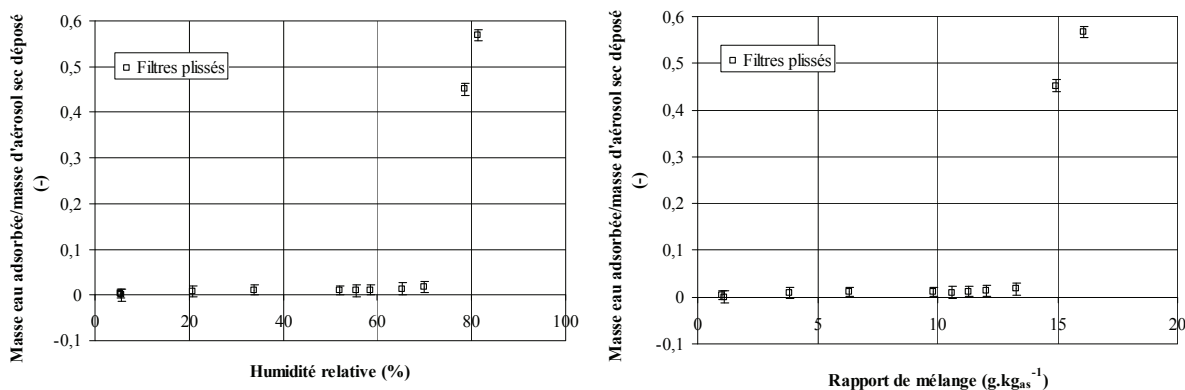 Masse eau adsorbée/masse d'aérosol sec déposé
(-)
0,6
0,5
0,4
0,3
0,2
0,1
0
-0,1
Filtres plissés
0 20 40 60 80 100
Humidité relative (%)
Masse eau adsorbée/masse d'aérosol sec déposé
(-)
0,6
0,5
0,4
0,3
0,2
0,1
0
-0,1
Filtres plissés
0 5 10 15 20
Rapport de mélange (g.kgas-1)